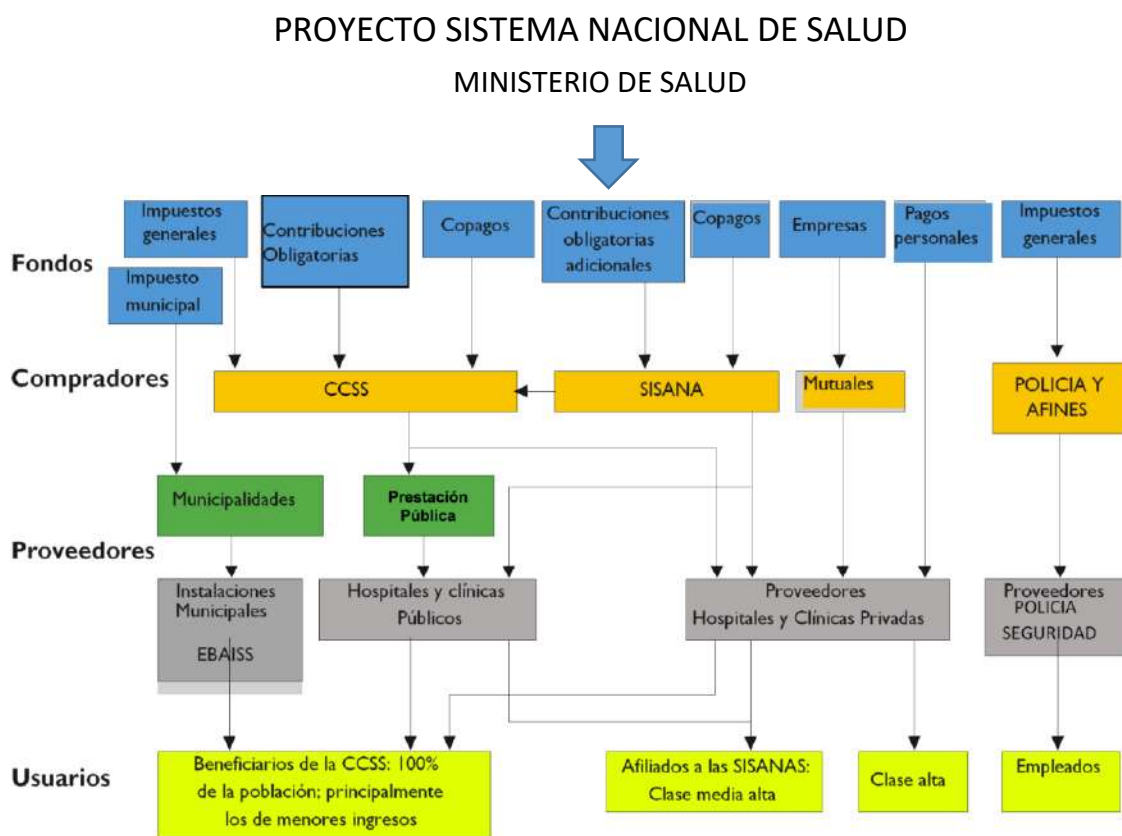 PROYECTO SISTEMA NACIONAL DE SALUD
MINISTERIO DE SALUD
Fondos
Impuestos
generales
Impuesto
municipal
Contribuciones
Obligatorias
Copagos
Contribuciones
obligatorias
adicionales
Copagos
Empresas
Pagos
personales
Impuestos
generales
Compradores
CCSS
SISANA
Mutuales
POLICIA Y
AFINES
Proveedores
Municipalidades
Prestación
Pública
Instalaciones
Municipales
EBAISS
Hospitales y clínicas
Públicos
Proveedores
Hospitales y Clínicas Privadas
Proveedores
POLICIA
SEGURIDAD
Usuarios
Beneficiarios de la CCSS: 100%
de la población; principalmente
los de menores ingresos
Afiliados a las SISANAS:
Clase media alta
Clase alta
Empleados